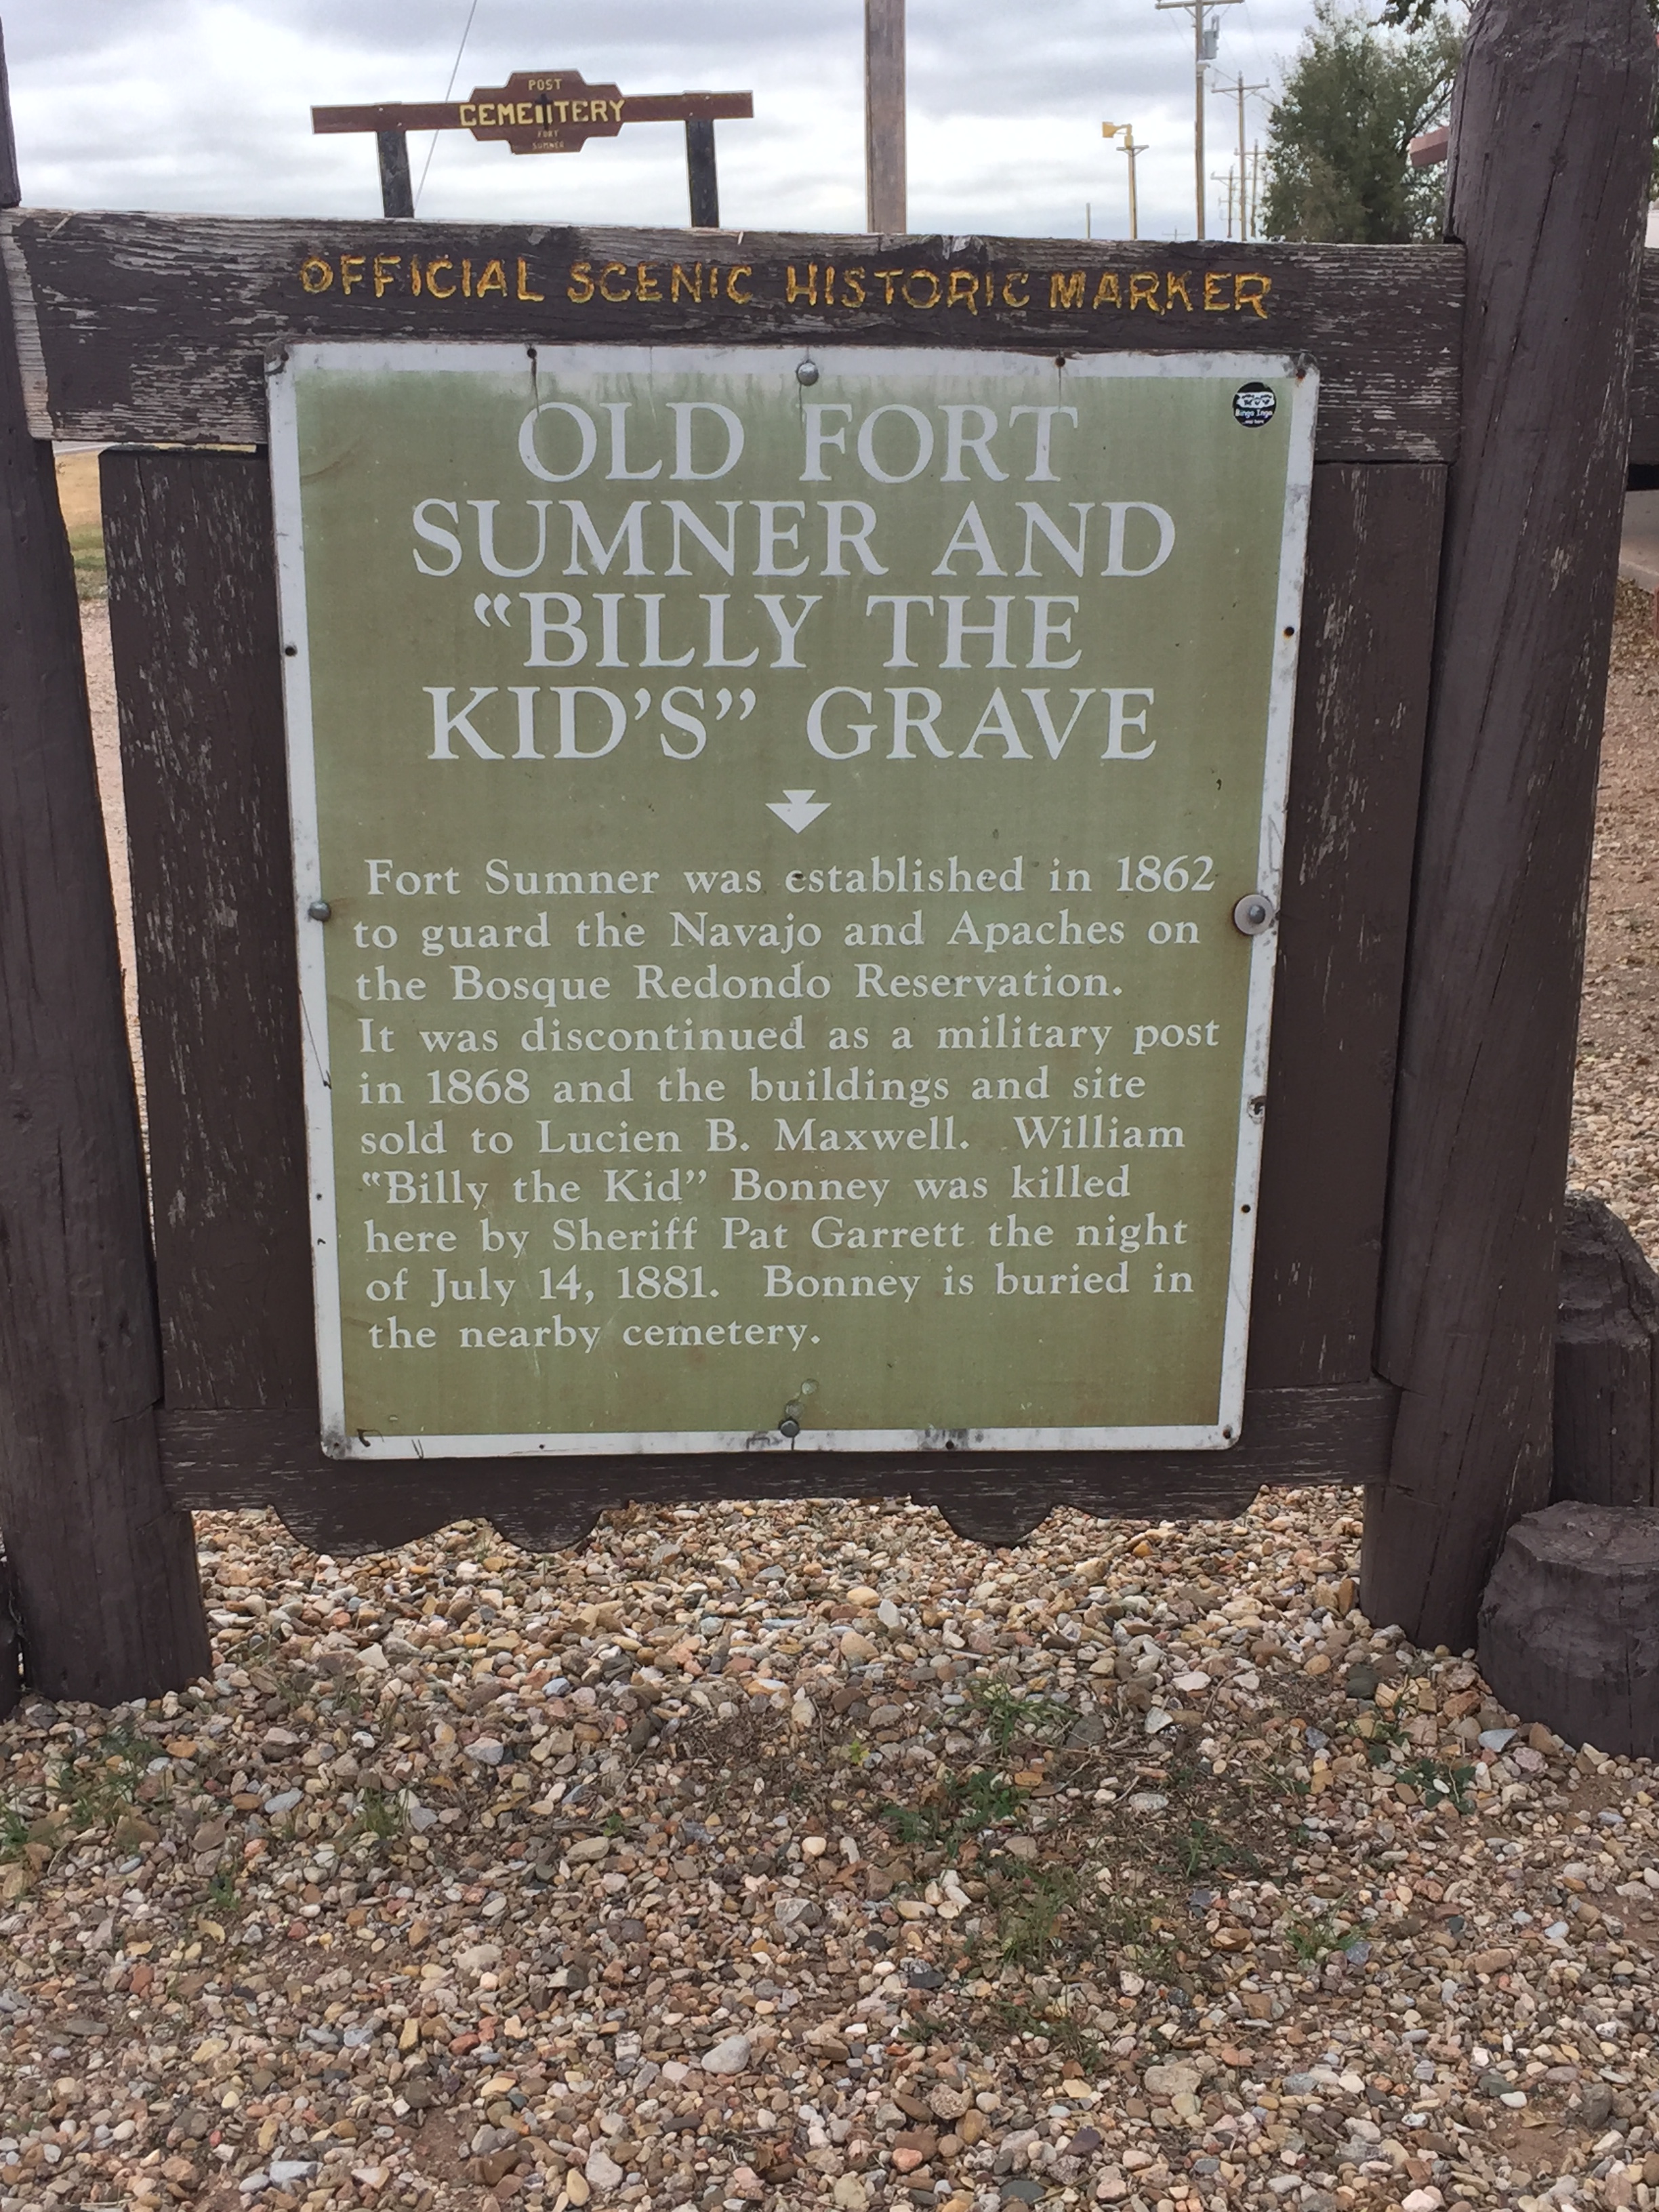 POST
CEMETERY
FORT
SUMNER
OFFICIAL SCENIC HISTORIC MARKER
OLD FORT
SUMNER AND
“BILLY THE
KID’S” GRAVE
Fort Sumner was established in 1862
to guard the Navajo and Apaches on
the Bosque Redondo Reservation.
It was discontinued as a military post
in 1868 and the buildings and site
sold to Lucien B. Maxwell. William
“Billy the Kid” Bonney was killed
here by Sheriff Pat Garrett the night
of July 14, 1881. Bonney is buried in
the nearby cemetery.